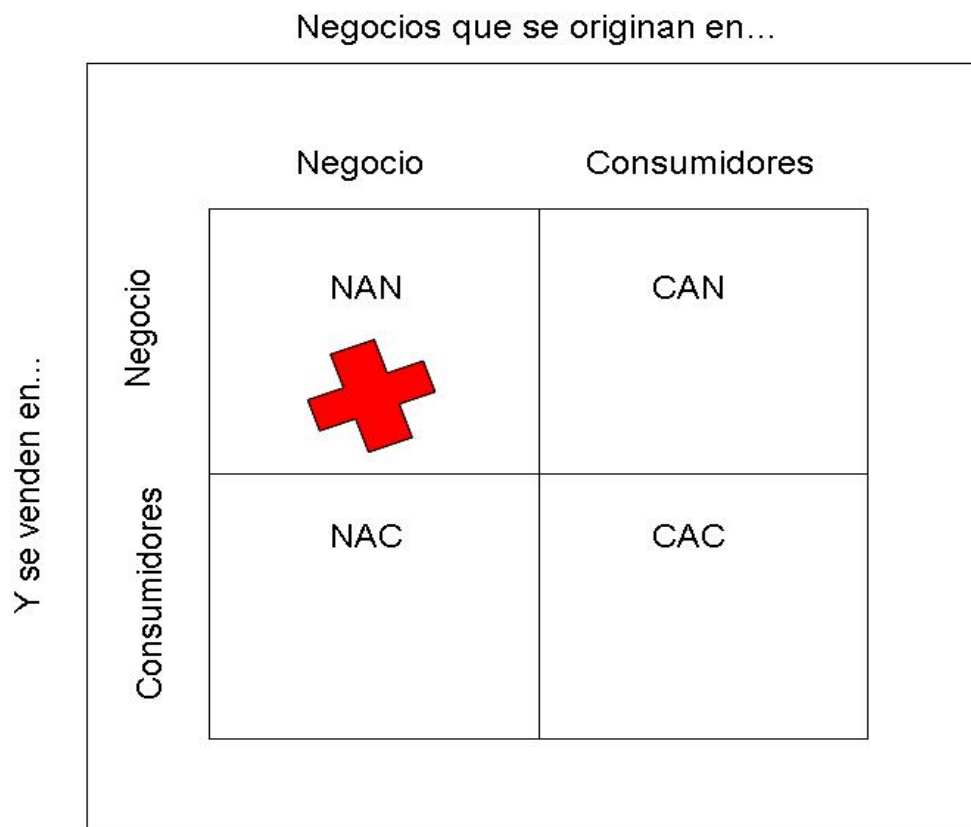 Negocios que se originan en...
Negocio Consumidores
Y se venden en...
Negocio
NAN CAN
Consumidores
NAC CAC